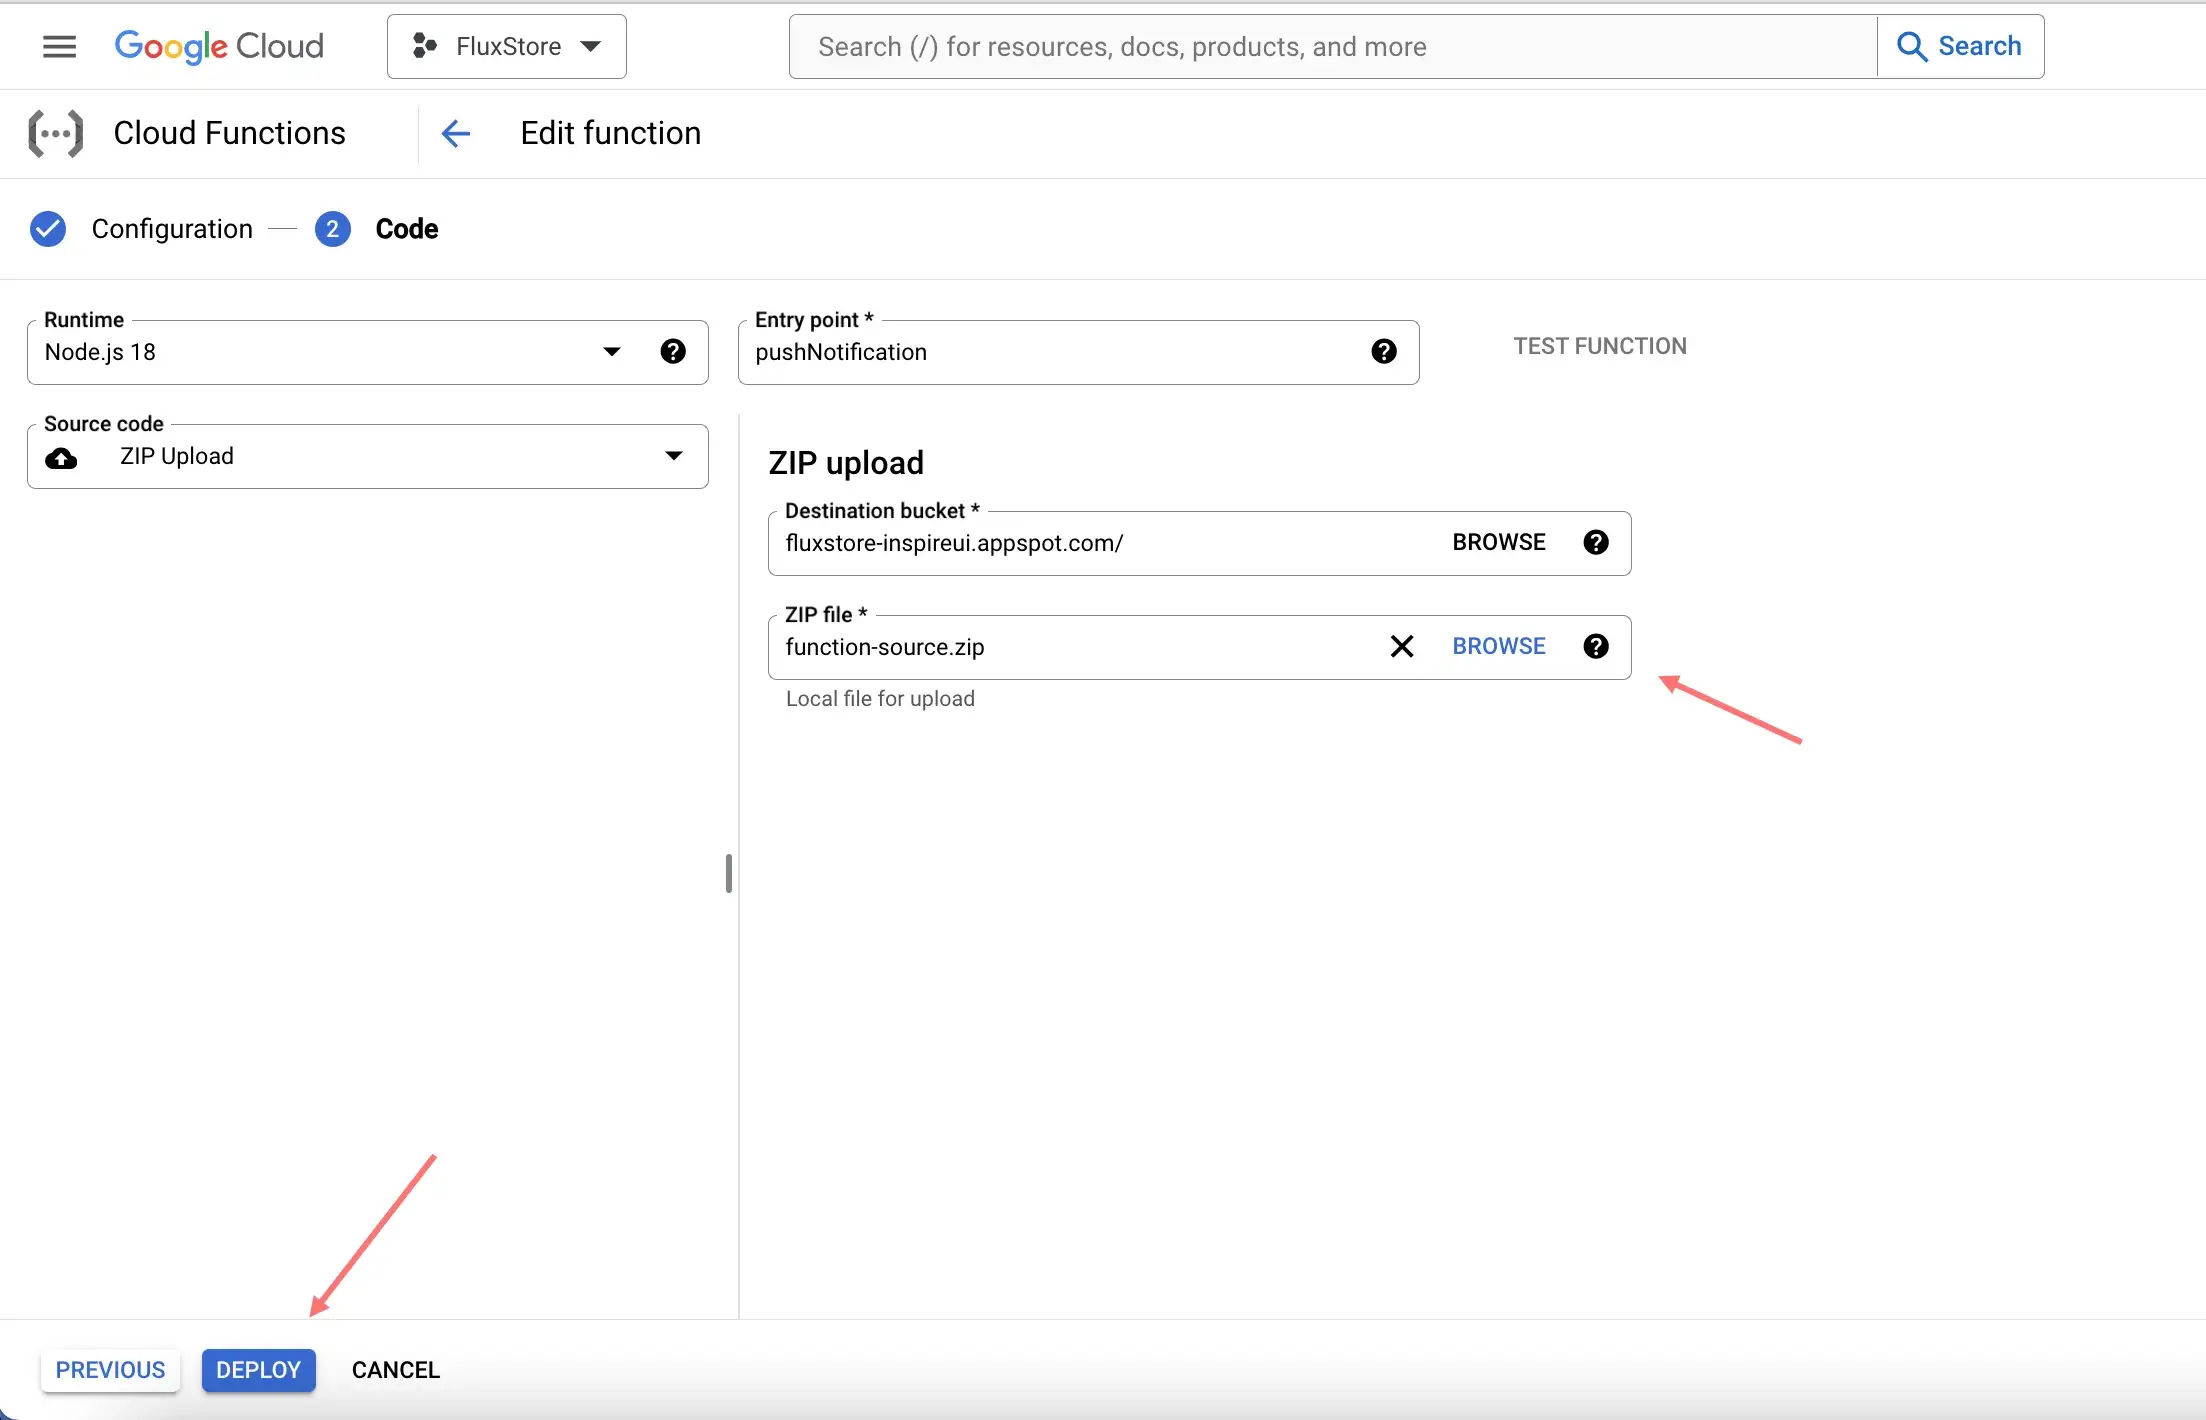 Google Cloud
FluxStore
Search (/) for resources, docs, products, and more
Search
Cloud Functions
Edit function
Configuration
2
Code
Runtime
Node.js 18
Entry point *
pushNotification
TEST FUNCTION
Source code
ZIP Upload
ZIP upload
Destination bucket *
fluxstore-inspireui.appspot.com/
BROWSE
ZIP file *
function-source.zip
BROWSE
Local file for upload
PREVIOUS
DEPLOY
CANCEL